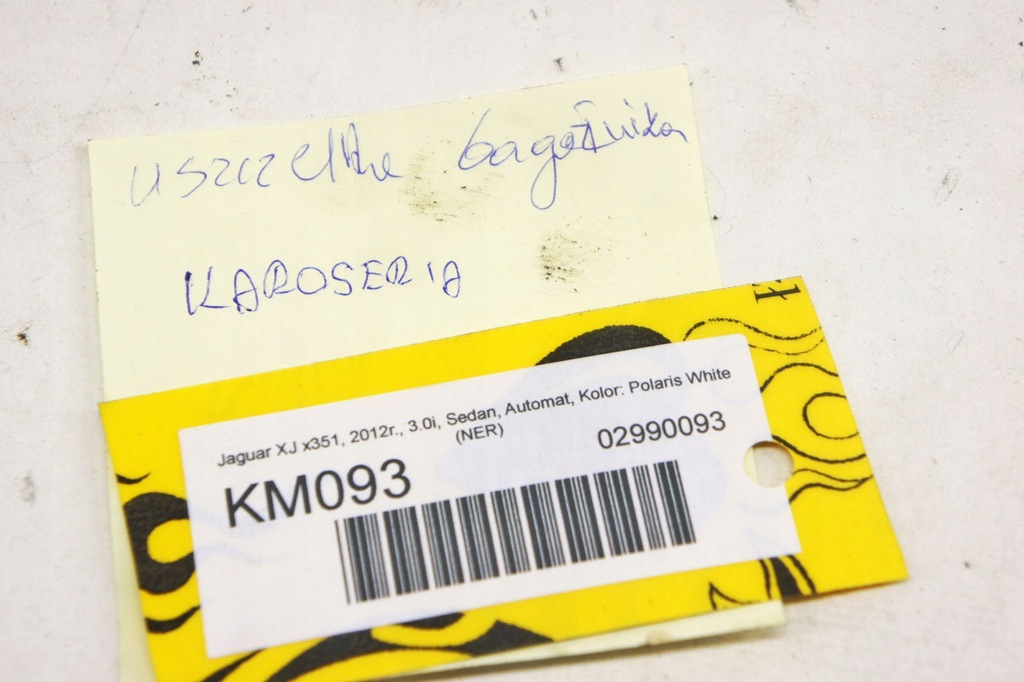 uszczelka bagażnika
KAROSERIA
Jaguar XJ x351, 2012r., 3.0i, Sedan, Automat, Kolor: Polaris White
(NER)
KM093
02990093